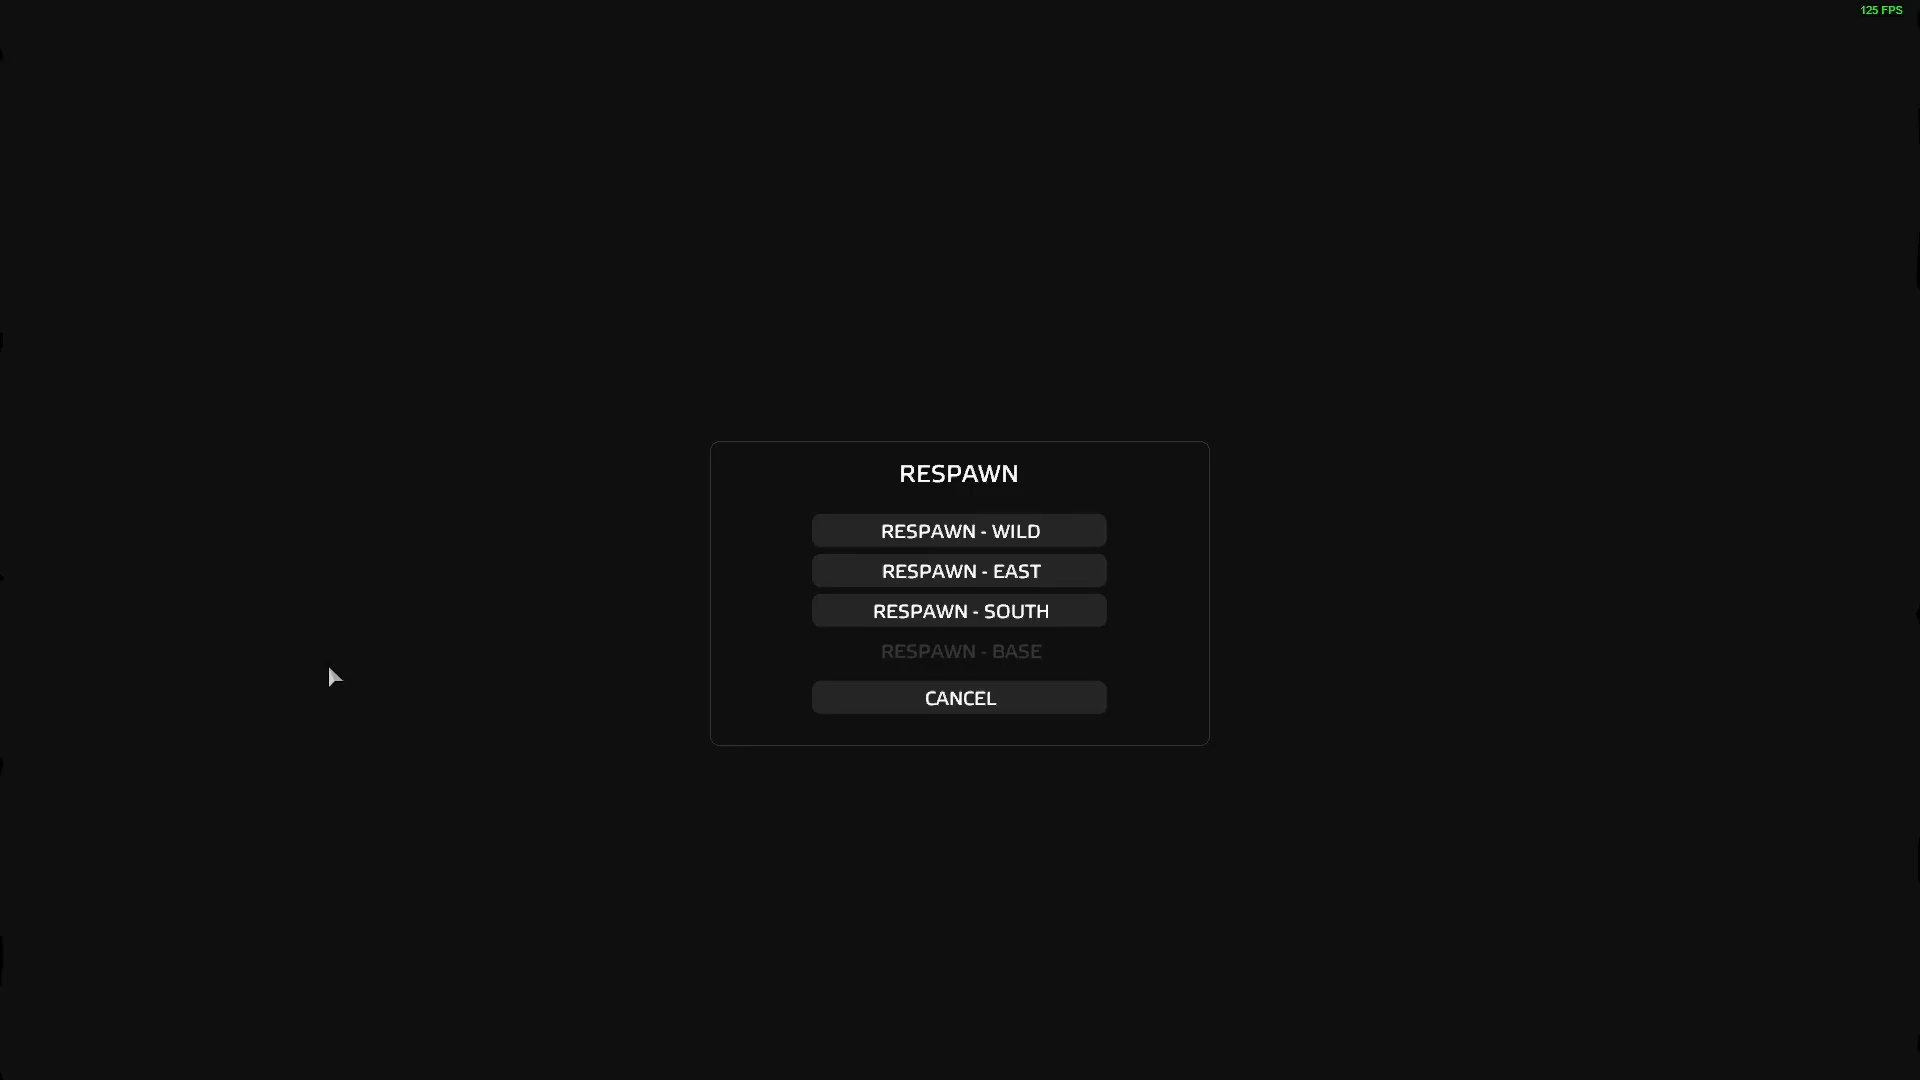 125 FPS
RESPAWN
RESPAWN - WILD
RESPAWN - EAST
RESPAWN - SOUTH
RESPAWN - BASE
CANCEL